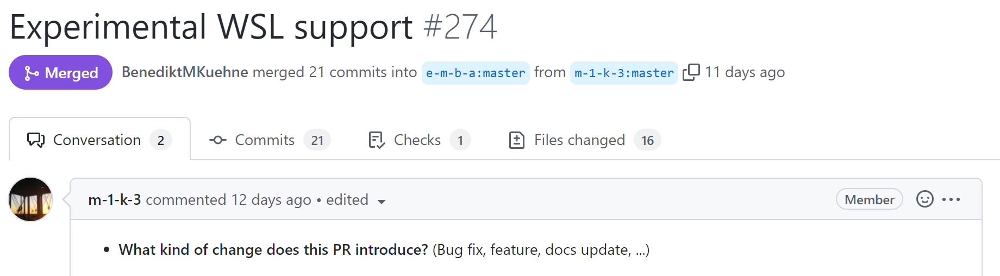 Experimental WSL support #274
Merged BenediktMKuehne merged 21 commits into e-m-b-a:master from m-1-k-3:master 11 days ago
Conversation 2 Commits 21 Checks 1 Files changed 16
m-1-k-3 commented 12 days ago • edited Member
• What kind of change does this PR introduce? (Bug fix, feature, docs update, ...)